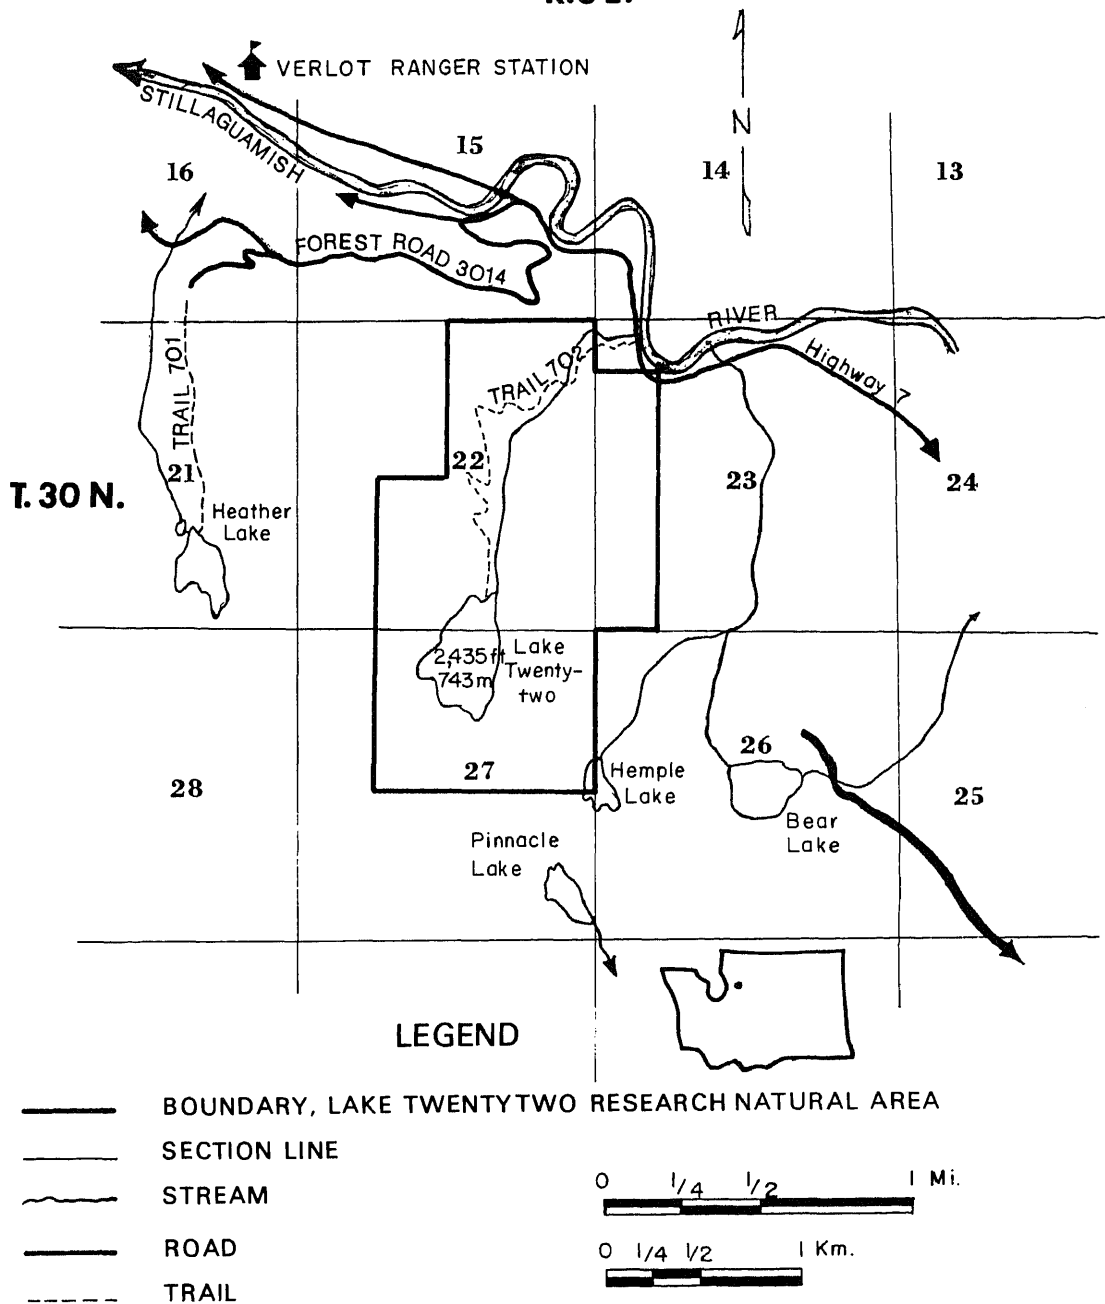 VERLOT RANGER STATION
N
STILLAGUAMISH
15
14
13
16
FOREST ROAD 3014
RIVER
Highway 7
TRAIL 701
TRAIL 702
21
22
23
24
T. 30 N.
Heather
Lake
2,435 ft
743 m
Lake
Twenty-
two
26
27
28
25
Hemple
Lake
Bear
Lake
Pinnacle
Lake
LEGEND
BOUNDARY, LAKE TWENTYTWO RESEARCH NATURAL AREA
SECTION LINE
STREAM
ROAD
TRAIL
0 1/4 1/2 1 Mi.
0 1/4 1/2 1 Km.